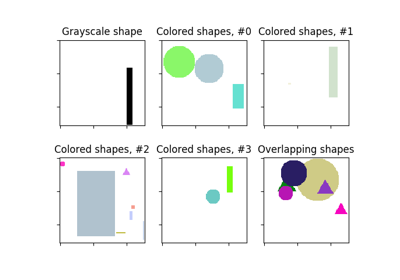 Grayscale shape
Colored shapes, #0
Colored shapes, #1
Colored shapes, #2
Colored shapes, #3
Overlapping shapes